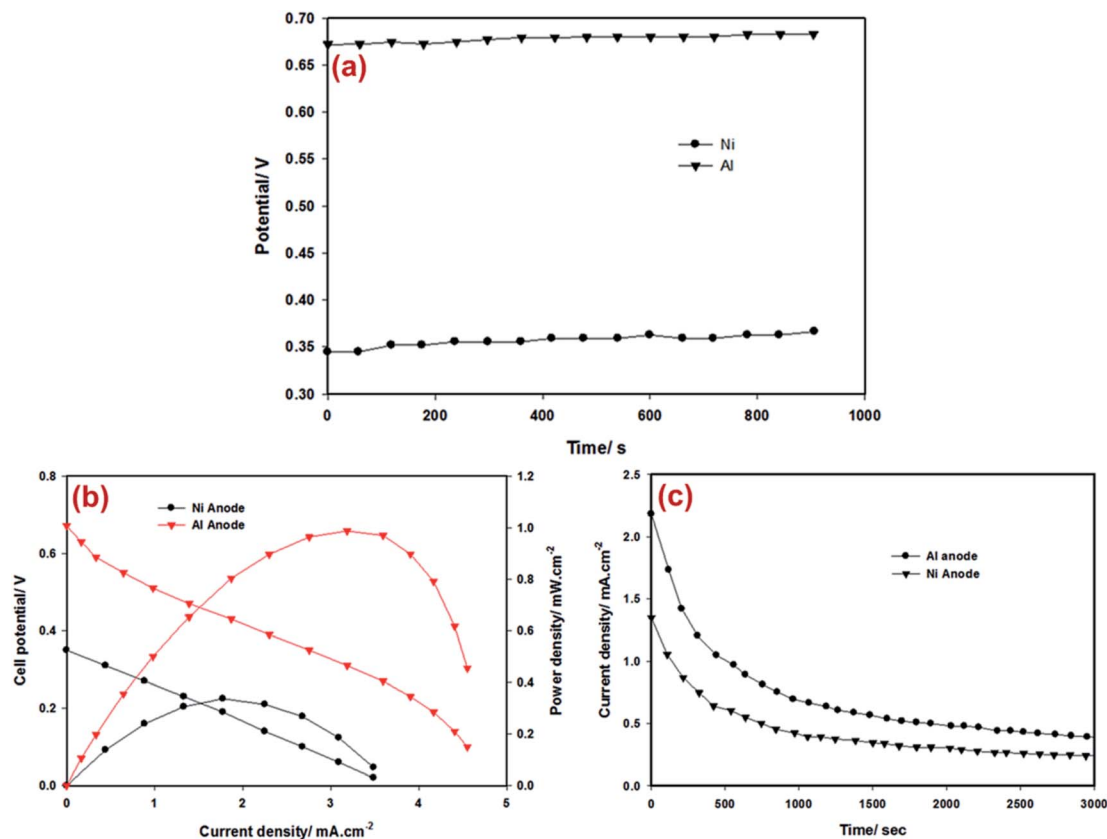 0.70
0.65
0.60
0.55
0.50
0.45
0.40
0.35
0.30
Potential/ V
(a)
Ni
Al
0 200 400 600 800 1000
Time/ s
0.8
0.6
0.4
0.2
0.0
Cell potential/ V
(b)
Ni Anode
Al Anode
1.2
1.0
0.8
0.6
0.4
0.2
0.0
Power density/ mW.cm⁻²
0 1 2 3 4 5
Current density/ mA.cm⁻²
2.5
2.0
1.5
1.0
0.5
0.0
Current density/ mA.cm⁻²
(c)
Al anode
Ni Anode
0 500 1000 1500 2000 2500 3000
Time/ sec